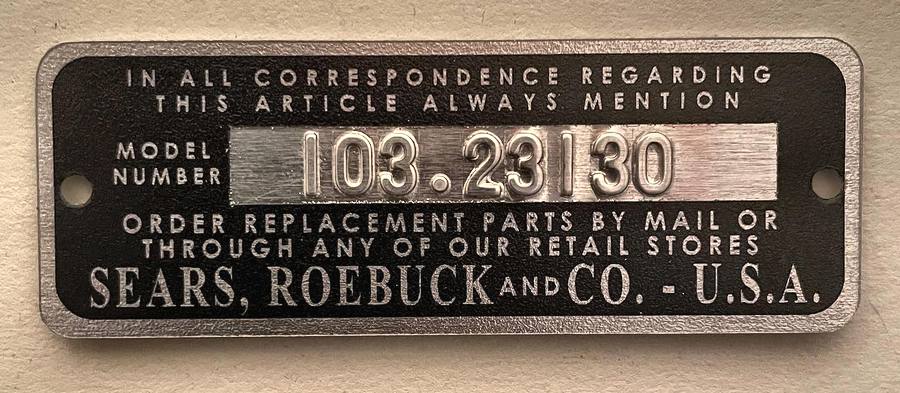 IN ALL CORRESPONDENCE REGARDING
THIS ARTICLE ALWAYS MENTION
MODEL NUMBER 103.23130
ORDER REPLACEMENT PARTS BY MAIL OR
THROUGH ANY OF OUR RETAIL STORES
SEARS, ROEBUCK AND CO. - U.S.A.